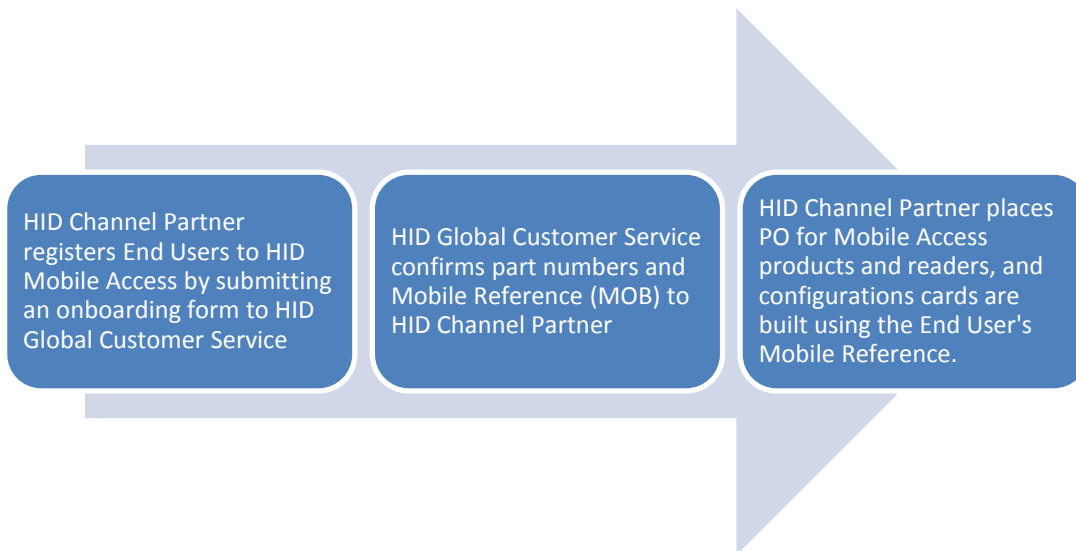 HID Channel Partner
registers End Users to HID
Mobile Access by submitting
an onboarding form to HID
Global Customer Service
HID Global Customer Service
confirms part numbers and
Mobile Reference (MOB) to
HID Channel Partner
HID Channel Partner places
PO for Mobile Access
products and readers, and
configurations cards are
built using the End User's
Mobile Reference.